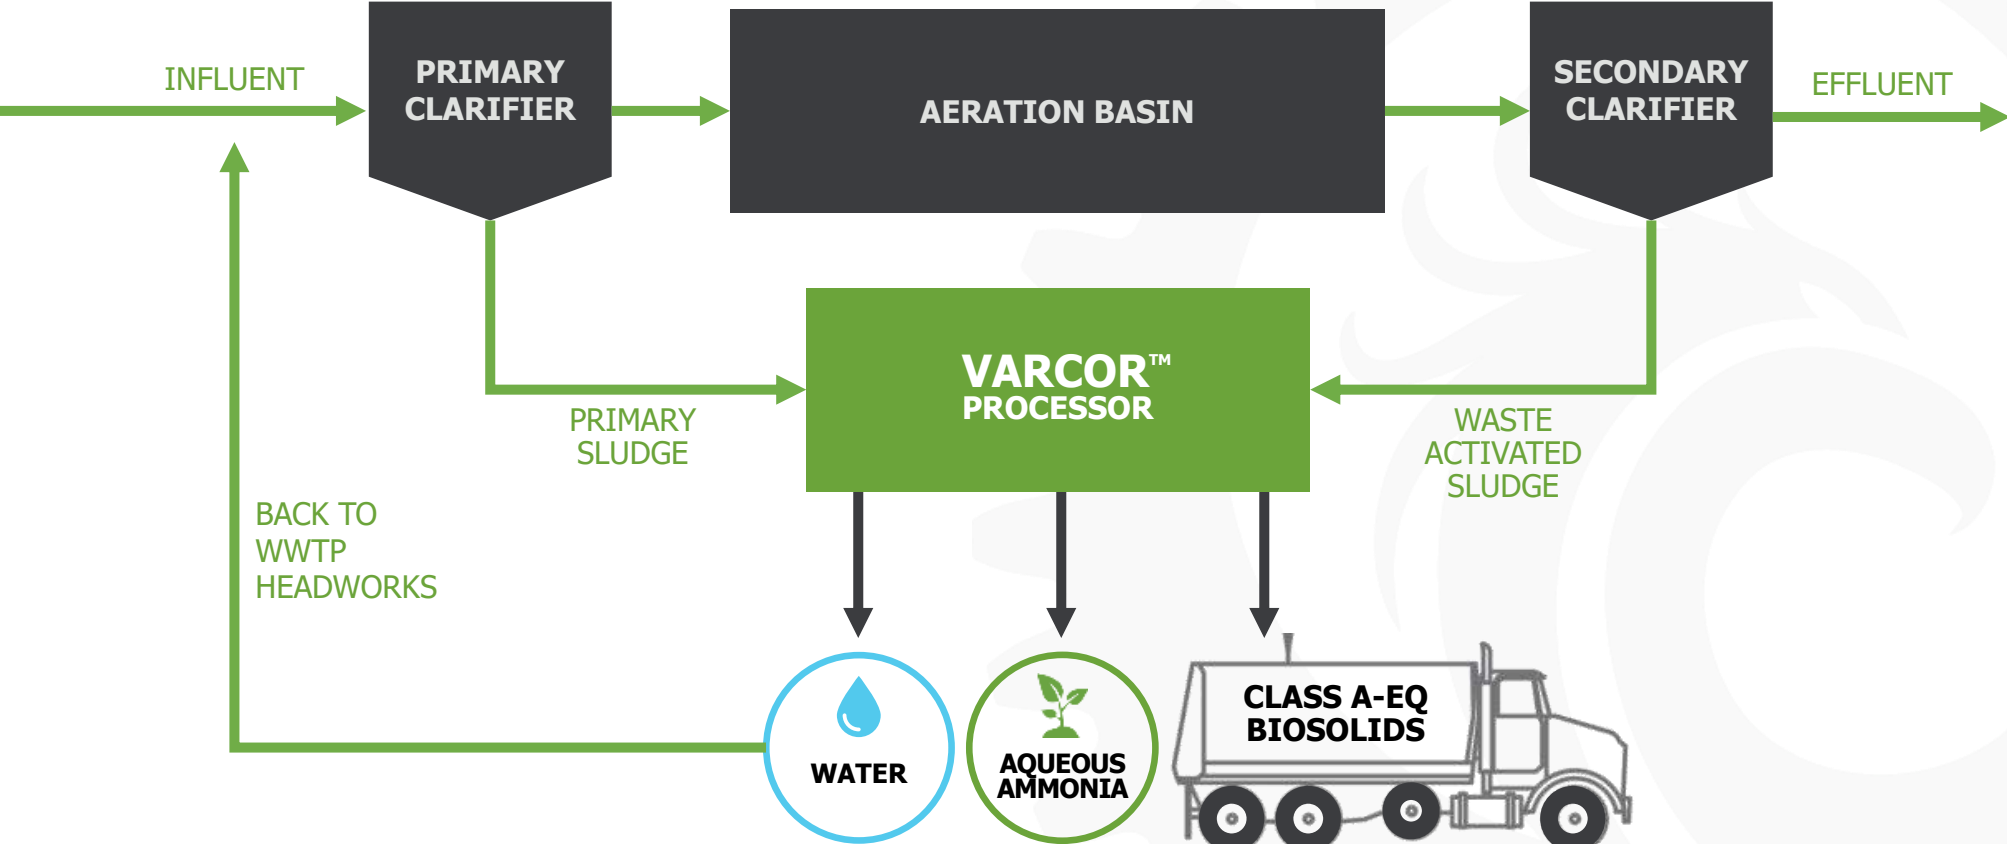 INFLUENT
PRIMARY
CLARIFIER
AERATION BASIN
SECONDARY
CLARIFIER
EFFLUENT
VARCOR™
PROCESSOR
PRIMARY
SLUDGE
WASTE
ACTIVATED
SLUDGE
BACK TO
WWTP
HEADWORKS
WATER
AQUEOUS
AMMONIA
CLASS A-EQ
BIOSOLIDS